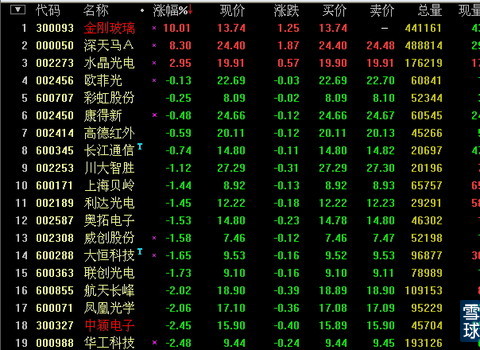 代码 名称 涨幅% 现价 涨跌 买价 卖价 总量 现量
1 300093 金刚玻璃 × 10.01 13.74 1.25 13.74 — 441161
2 000050 深天马A × 8.30 24.40 1.87 24.40 24.48 488814
3 002273 水晶光电 × 2.95 19.91 0.57 19.90 19.91 176219
4 002456 欧菲光 × -0.13 22.69 -0.03 22.69 22.70 60841
5 600707 彩虹股份 -0.25 8.09 -0.02 8.09 8.10 52344
6 002450 康得新 × -0.48 24.66 -0.12 24.66 24.67 60545
7 002414 高德红外 -0.59 20.11 -0.12 20.11 20.13 45266
8 600345 长江通信T -0.74 14.80 -0.11 14.80 14.82 20697
9 002253 川大智胜 -1.12 27.29 -0.31 27.29 27.30 20196
10 600171 上海贝岭 -1.44 8.92 -0.13 8.92 8.93 65757
11 002189 利达光电 -1.45 12.22 -0.18 12.22 12.23 29291
12 002587 奥拓电子 -1.53 14.80 -0.23 14.78 14.80 46302
13 002308 威创股份 × -1.58 7.46 -0.12 7.46 7.47 52198
14 600288 大恒科技T × -1.65 9.53 -0.16 9.52 9.53 96877
15 600363 联创光电 -1.73 9.10 -0.16 9.10 9.11 78989
16 600855 航天长峰 -2.02 18.90 -0.39 18.89 18.90 109153
17 600071 凤凰光学 -2.06 17.10 -0.36 17.08 17.09 95229
18 300327 中颖电子 × -2.45 15.90 -0.40 15.89 15.90 45704
19 000988 华工科技 × -2.48 9.44 -0.24 9.44 9.45 193126
雪球